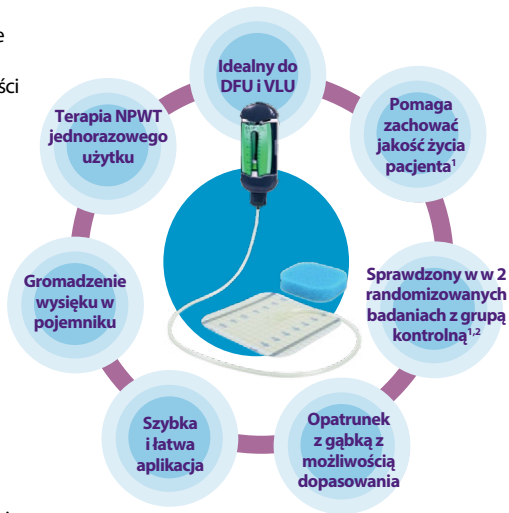 e
ści
Idealny do
DFU i VLU
Pomaga
zachować
jakość życia
pacjenta¹
Sprawdzony w w 2
randomizowanych
badaniach z grupą
kontrolną¹,²
Opatrunek
z gąbką z
możliwością
dopasowania
Szybka
i łatwa
aplikacja
Gromadzenie
wysięku w
pojemniku
Terapia NPWT
jednorazowego
użytku